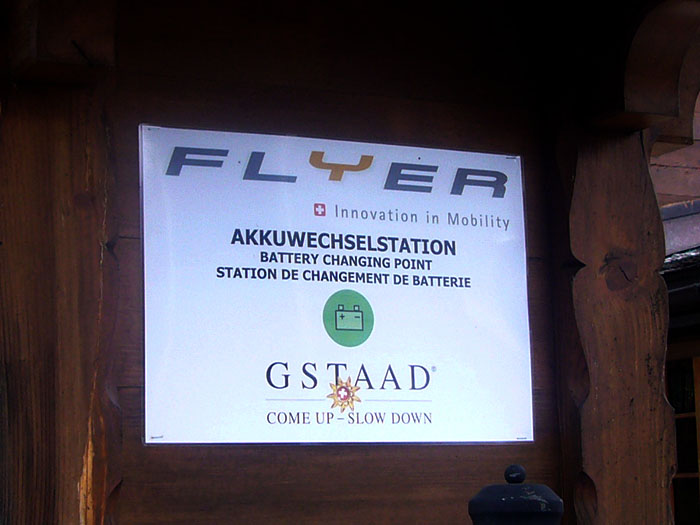 FLYER
Innovation in Mobility
AKKUWECHSELSTATION
BATTERY CHANGING POINT
STATION DE CHANGEMENT DE BATTERIE
+ -
GSTAAD®
COME UP - SLOW DOWN